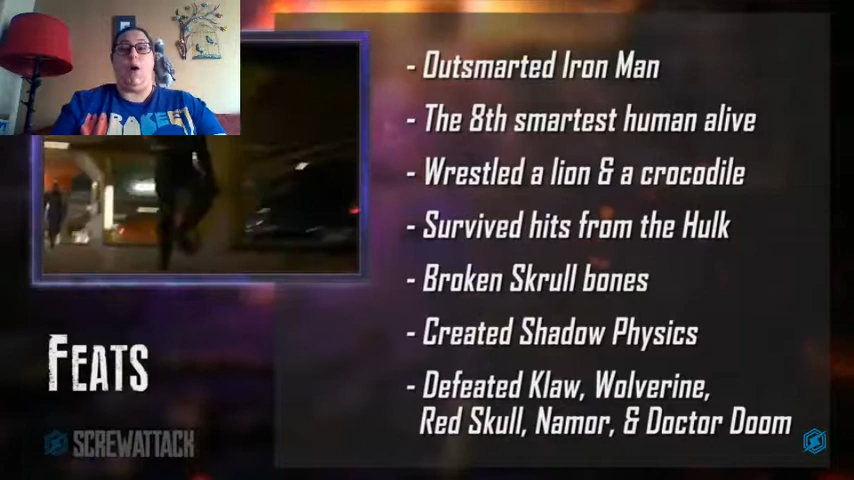 - Outsmarted Iron Man
- The 8th smartest human alive
- Wrestled a lion & a crocodile
- Survived hits from the Hulk
- Broken Skrull bones
- Created Shadow Physics
- Defeated Klaw, Wolverine,
Red Skull, Namor, & Doctor Doom
FEATS
SCREWATTACK